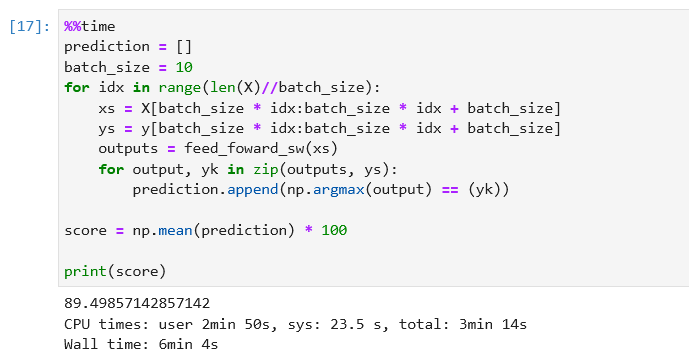 [17]: %%time
prediction = []
batch_size = 10
for idx in range(len(X)//batch_size):
    xs = X[batch_size * idx:batch_size * idx + batch_size]
    ys = y[batch_size * idx:batch_size * idx + batch_size]
    outputs = feed_foward_sw(xs)
    for output, yk in zip(outputs, ys):
        prediction.append(np.argmax(output) == (yk))
score = np.mean(prediction) * 100
print(score)
89.49857142857142
CPU times: user 2min 50s, sys: 23.5 s, total: 3min 14s
Wall time: 6min 4s